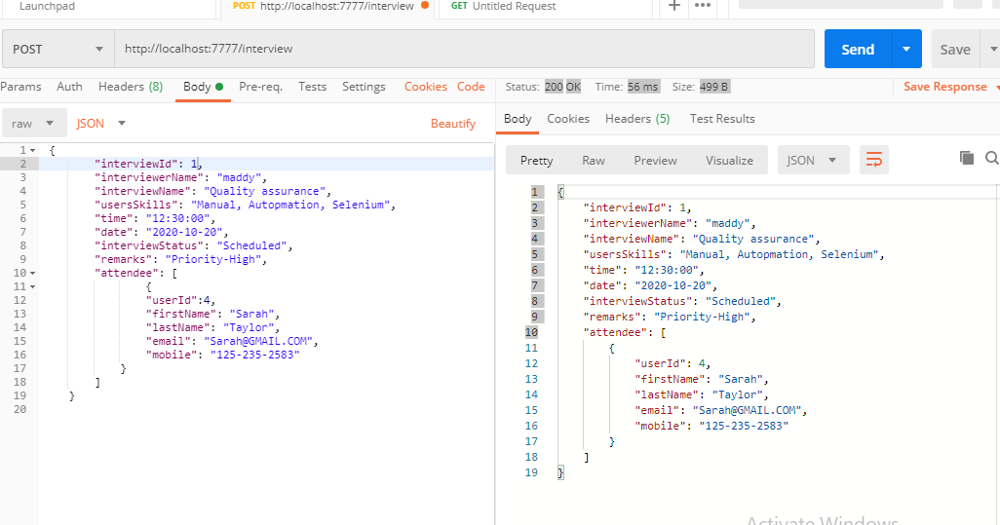 Launchpad
POST http://localhost:7777/interview
GET Untitled Request
POST
http://localhost:7777/interview
Send
Save
Params Auth Headers (8) Body Pre-req. Tests Settings Cookies Code
Status: 200 OK Time: 56 ms Size: 499 B Save Response
raw JSON Beautify
Body Cookies Headers (5) Test Results
Pretty Raw Preview Visualize JSON
1 {
2 "interviewId": 1,
3 "interviewerName": "maddy",
4 "interviewName": "Quality assurance",
5 "usersSkills": "Manual, Autopmation, Selenium",
6 "time": "12:30:00",
7 "date": "2020-10-20",
8 "interviewStatus": "Scheduled",
9 "remarks": "Priority-High",
10 "attendee": [
11 {
12 "userId":4,
13 "firstName": "Sarah",
14 "lastName": "Taylor",
15 "email": "Sarah@GMAIL.COM",
16 "mobile": "125-235-2583"
17 }
18 ]
19 }
20
1 {
2 "interviewId": 1,
3 "interviewerName": "maddy",
4 "interviewName": "Quality assurance",
5 "usersSkills": "Manual, Autopmation, Selenium",
6 "time": "12:30:00",
7 "date": "2020-10-20",
8 "interviewStatus": "Scheduled",
9 "remarks": "Priority-High",
10 "attendee": [
11 {
12 "userId": 4,
13 "firstName": "Sarah",
14 "lastName": "Taylor",
15 "email": "Sarah@GMAIL.COM",
16 "mobile": "125-235-2583"
17 }
18 ]
19 }
Activate Windows